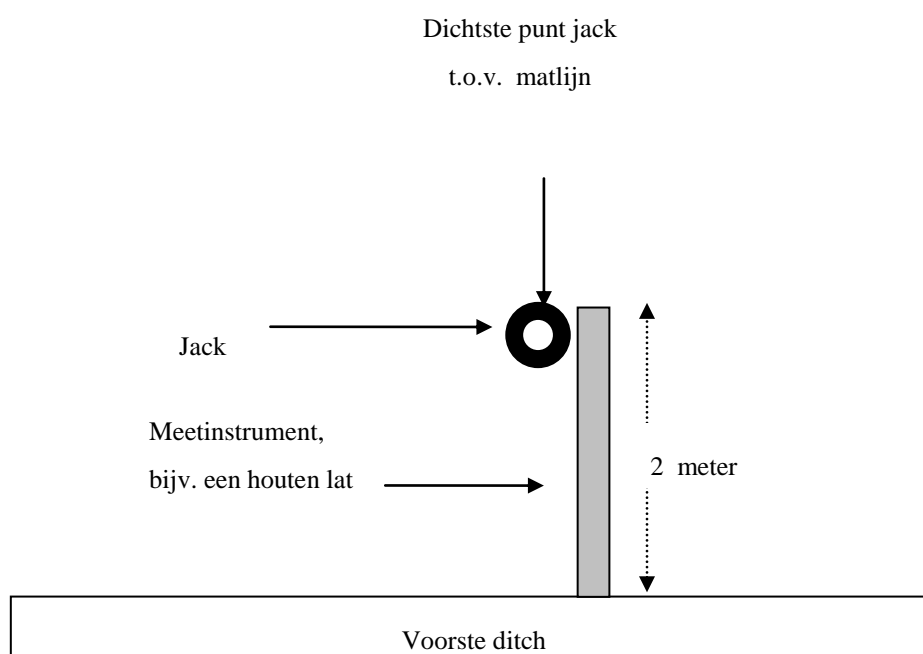 Dichtste punt jack
t.o.v. matlijn
Jack
Meetinstrument,
bijv. een houten lat
2 meter
Voorste ditch